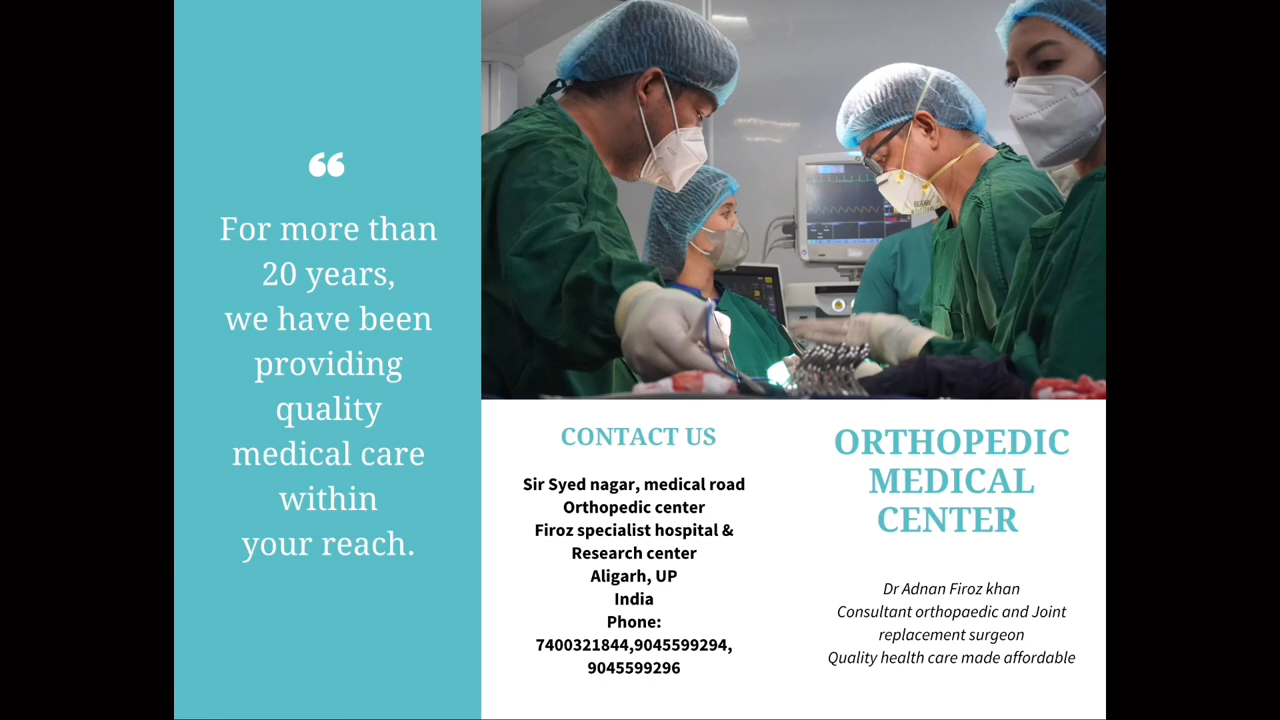 ❝
For more than
20 years,
we have been
providing
quality
medical care
within
your reach.
CONTACT US
Sir Syed nagar, medical road
Orthopedic center
Firoz specialist hospital &
Research center
Aligarh, UP
India
Phone:
7400321844,9045599294,
9045599296
ORTHOPEDIC
MEDICAL
CENTER
Dr Adnan Firoz khan
Consultant orthopaedic and Joint
replacement surgeon
Quality health care made affordable